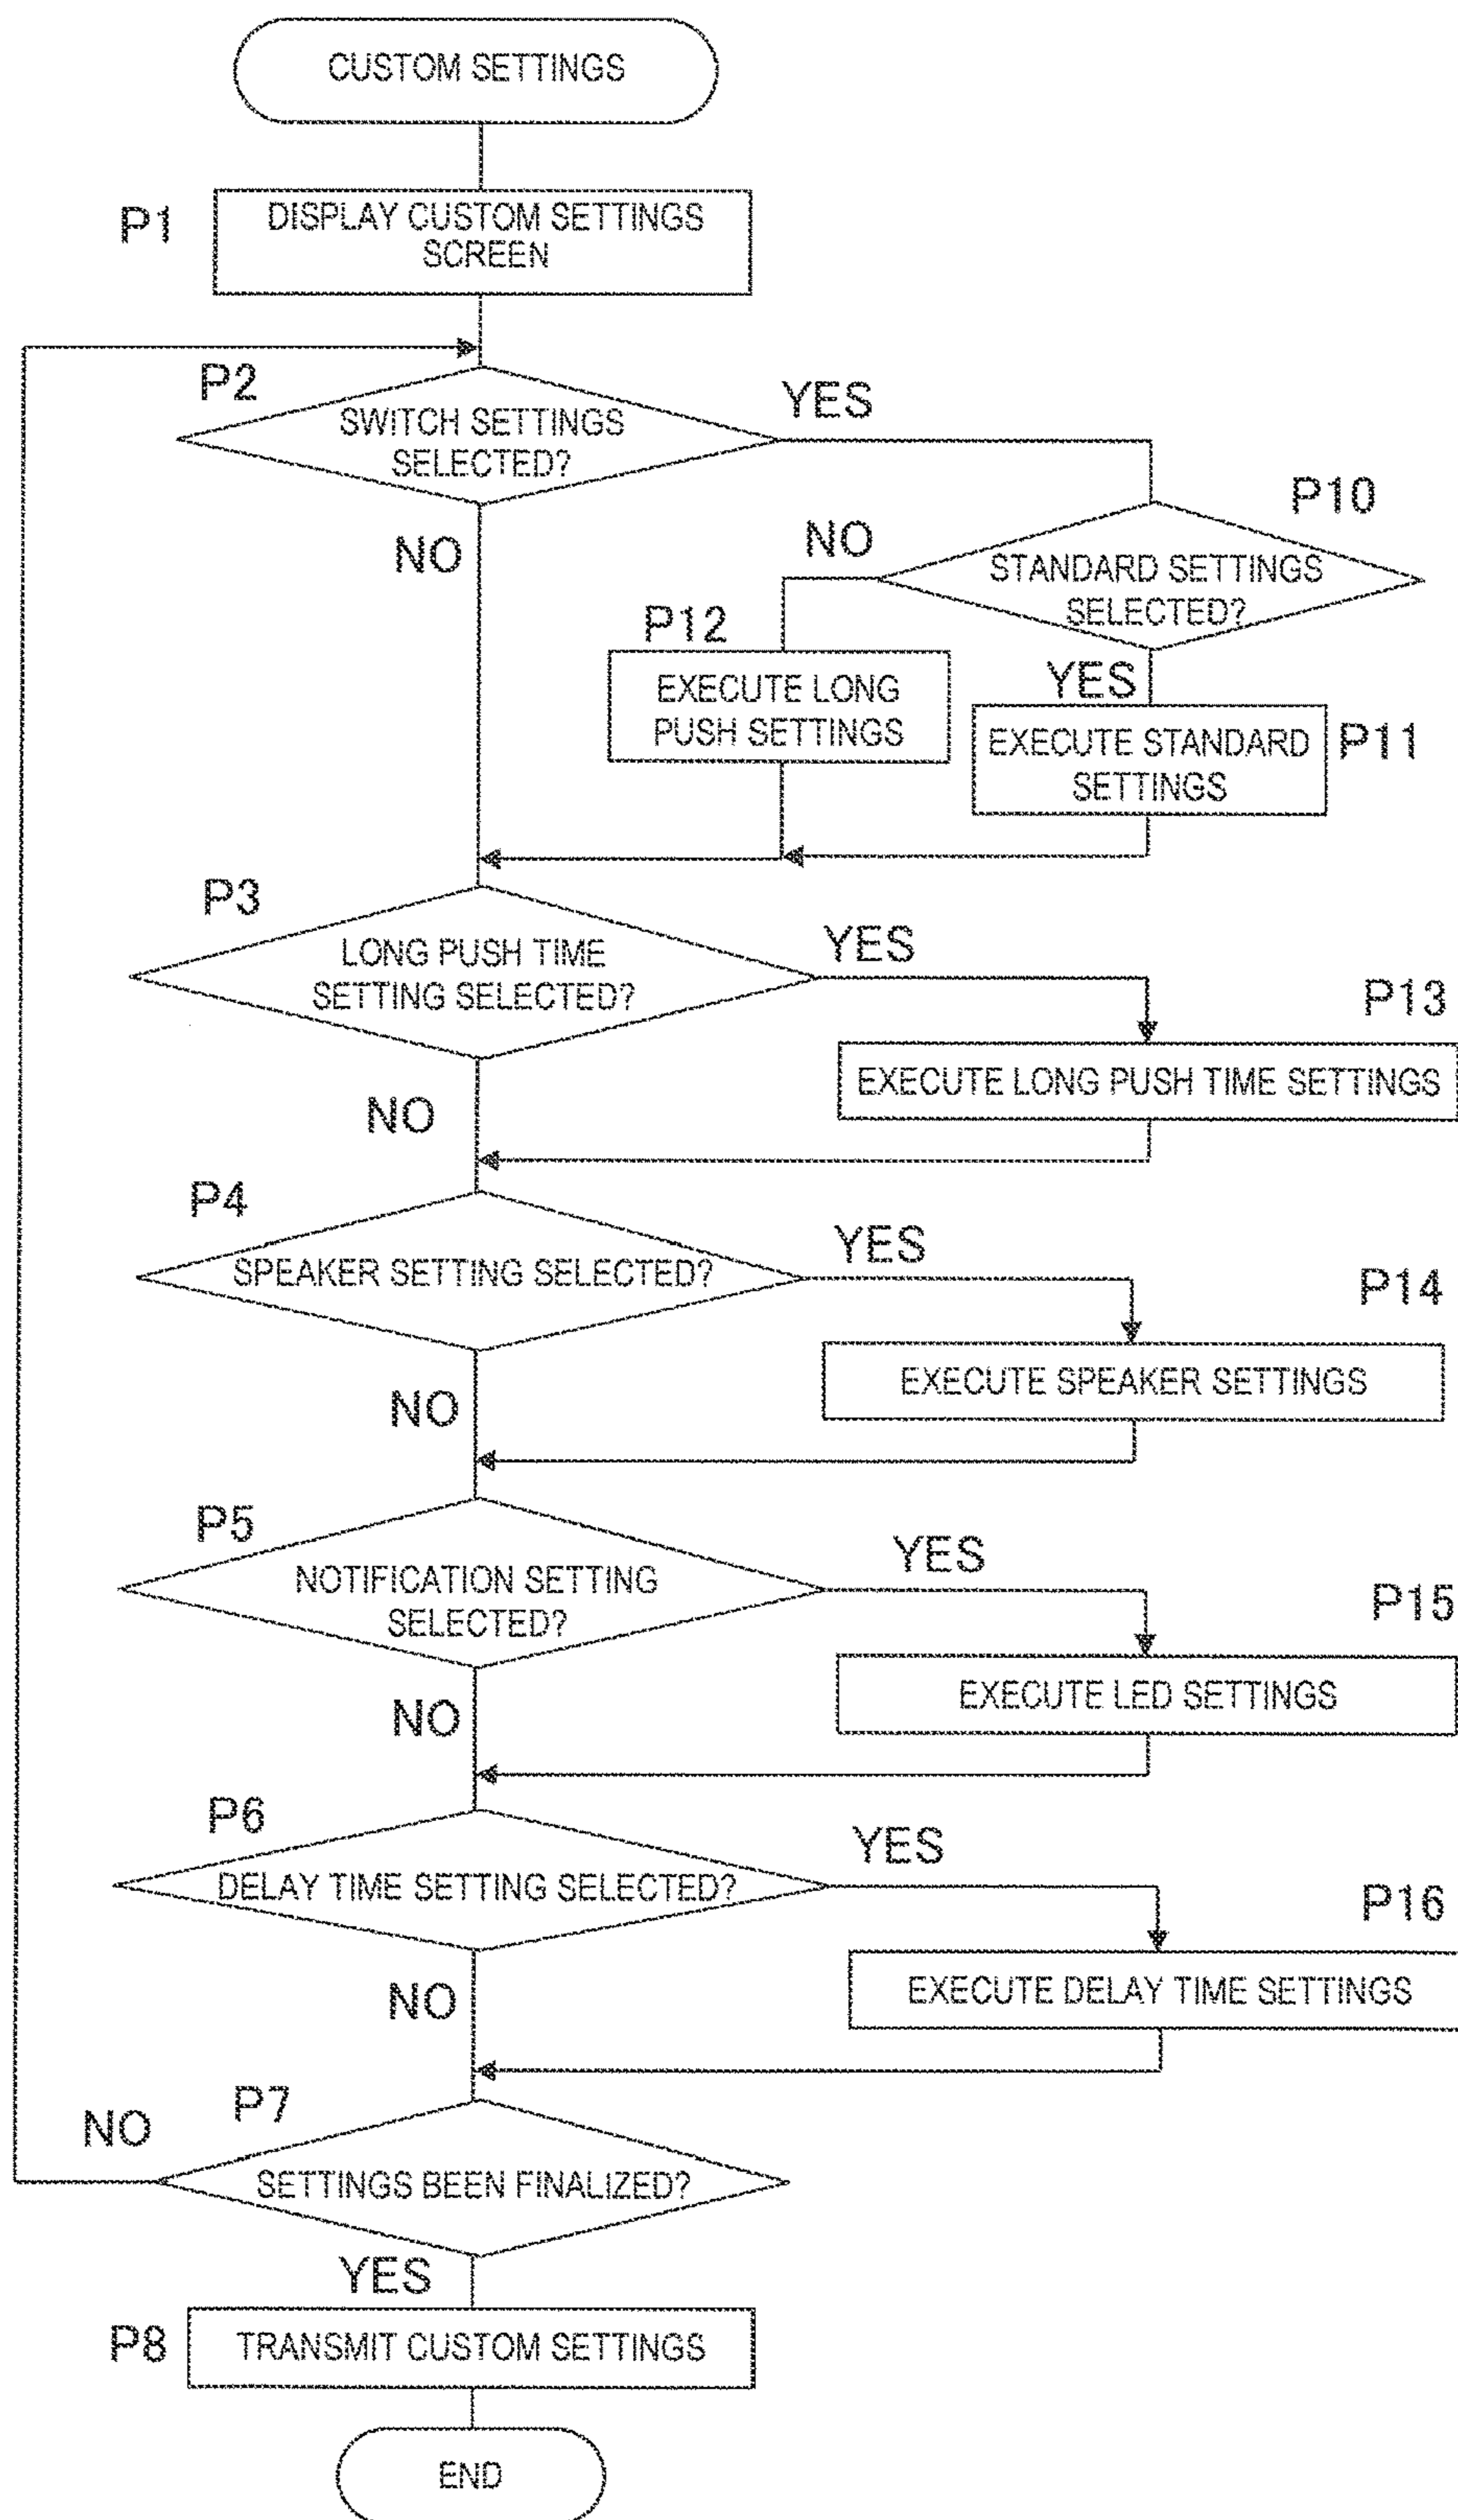 CUSTOM SETTINGS
P1
DISPLAY CUSTOM SETTINGS
SCREEN
P2
SWITCH SETTINGS
SELECTED?
YES
NO
P10
STANDARD SETTINGS
SELECTED?
NO
YES
P12
EXECUTE LONG
PUSH SETTINGS
EXECUTE STANDARD
SETTINGS
P11
P3
LONG PUSH TIME
SETTING SELECTED?
YES
NO
P13
EXECUTE LONG PUSH TIME SETTINGS
P4
SPEAKER SETTING SELECTED?
YES
NO
P14
EXECUTE SPEAKER SETTINGS
P5
NOTIFICATION SETTING
SELECTED?
YES
NO
P15
EXECUTE LED SETTINGS
P6
DELAY TIME SETTING SELECTED?
YES
NO
P16
EXECUTE DELAY TIME SETTINGS
P7
NO
SETTINGS BEEN FINALIZED?
YES
P8
TRANSMIT CUSTOM SETTINGS
END